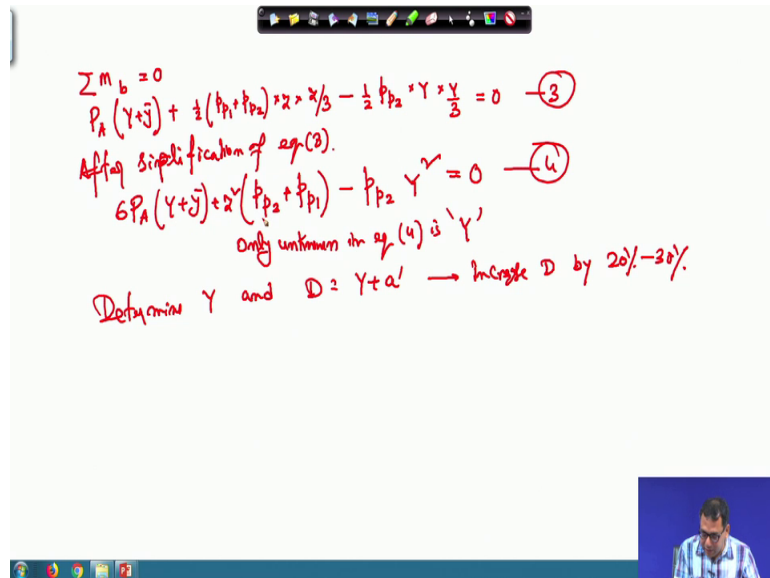 Σm_b = 0
P_A (Y+ȳ) + ½(p_p1 + p_p2) × z × z/3 − ½ p_p2 × Y × Y/3 = 0 — 3
After simplification of eqn(3).
6P_A (Y+ȳ) + z² (p_p2 + p_p1) − p_p2 Y² = 0 — 4
Only unknown in eq (4) is 'Y'
Determine Y and D = Y+a' → Increase D by 20%-30%